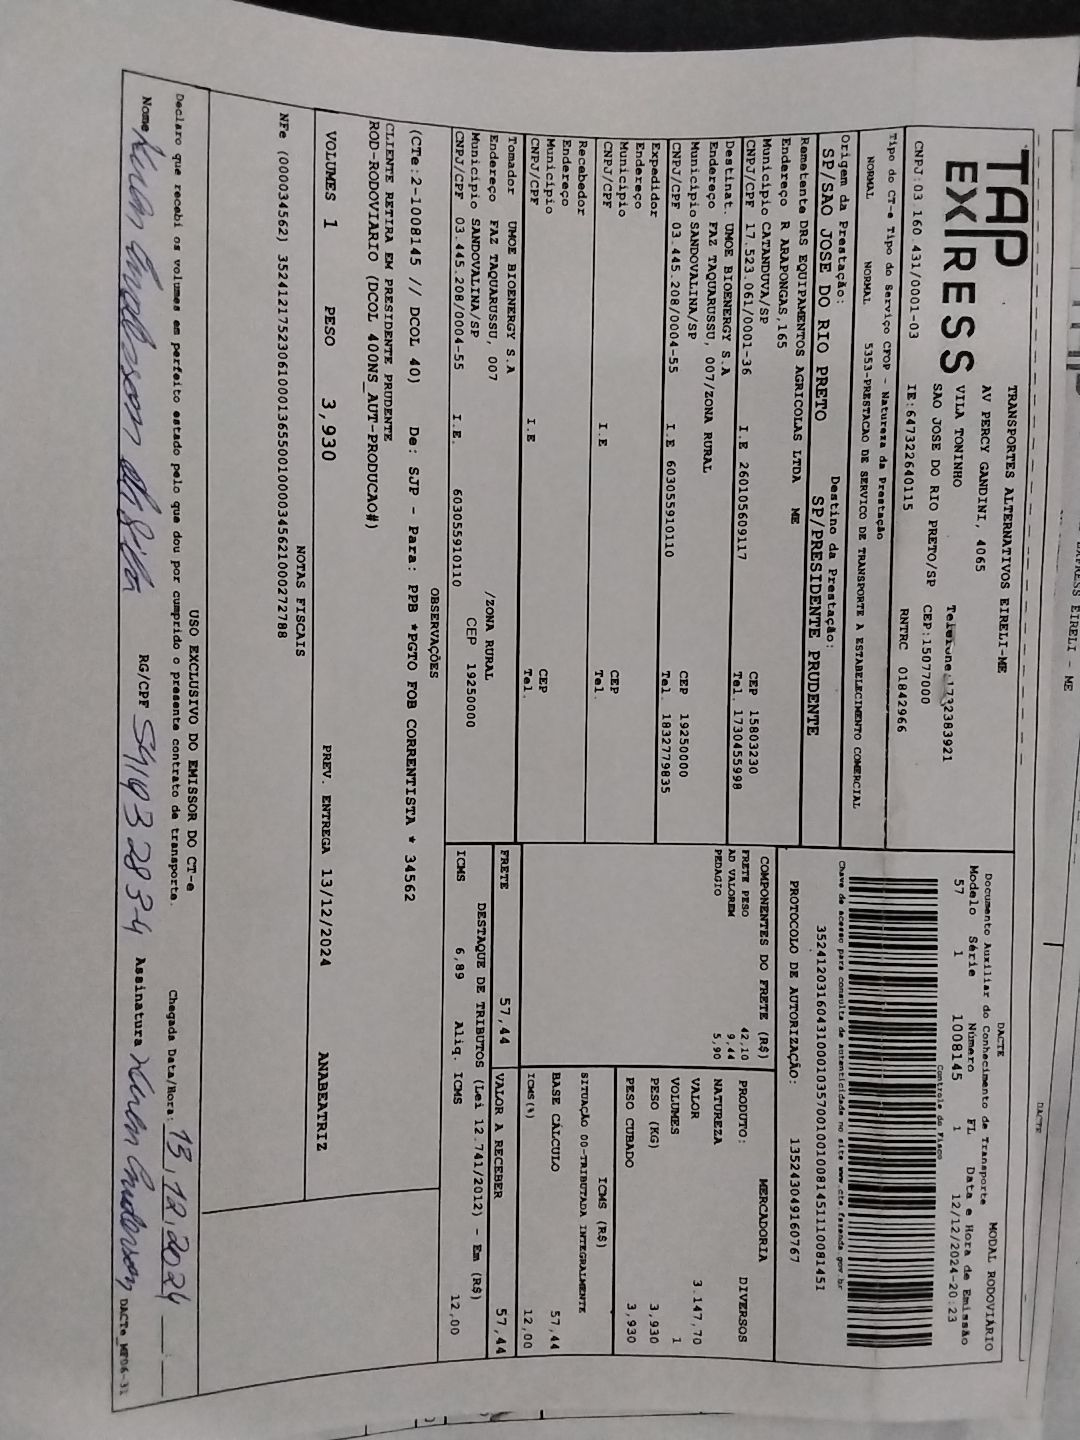 TAP
EXPRESS
TRANSPORTES ALTERNATIVOS EIRELI-ME
AV PERCY GANDINI, 4065
VILA TONINHO Telefone:1732383921
SAO JOSE DO RIO PRETO/SP CEP:15077000
CNPJ:03 160.431/0001-03 IE:647322640115 RNTRC 01842966
Tipo do CT-e Tipo do Serviço CFOP - Natureza da Prestação
NORMAL NORMAL 5353-PRESTACAO DE SERVICO DE TRANSPORTE A ESTABELECIMENTO COMERCIAL
Origem da Prestação: Destino da Prestação:
SP/SAO JOSE DO RIO PRETO SP/PRESIDENTE PRUDENTE
Remetente DRS EQUIPAMENTOS AGRICOLAS LTDA ME
Endereço R ARAPONGAS,165
Município CATANDUVA/SP CEP 15803230
CNPJ/CPF 17.523.061/0001-36 I.E 260105609117 Tel. 1730455998
Destinat. UMOE BIOENERGY S.A
Endereço FAZ TAQUARUSSU, 007/ZONA RURAL
Município SANDOVALINA/SP CEP 19250000
CNPJ/CPF 03.445.208/0004-55 I.E 603055910110 Tel. 1832779835
Expedidor
Endereço
Município CEP
CNPJ/CPF I.E Tel.
Recebedor
Endereço
Município CEP
CNPJ/CPF I.E Tel.
Tomador UMOE BIOENERGY S.A
Endereço FAZ TAQUARUSSU, 007 /ZONA RURAL
Município SANDOVALINA/SP CEP 19250000
CNPJ/CPF 03.445.208/0004-55 I.E. 603055910110
DACTE MODAL RODOVIÁRIO
Documento Auxiliar do Conhecimento de Transporte
Modelo Série Número FL Data e Hora de Emissão
57 1 1008145 1 12/12/2024-20:23
Controle do Fisco
Chave de acesso para consulta de autenticidade no site www.cte.fazenda.gov.br
35241203160431000103570010010081451110081451
PROTOCOLO DE AUTORIZAÇÃO: 135243049160767
COMPONENTES DO FRETE (R$)
FRETE PESO 42,10
AD VALOREM 9,44
PEDAGIO 5,90
MERCADORIA
PRODUTO: DIVERSOS
NATUREZA
VALOR 3.147,70
VOLUMES 1
PESO (KG) 3,930
PESO CUBADO 3,930
ICMS (R$)
SITUAÇÃO 00-TRIBUTADA INTEGRALMENTE
BASE CÁLCULO 57,44
ICMS(%) 12,00
FRETE 57,44 VALOR A RECEBER 57,44
DESTAQUE DE TRIBUTOS (Lei 12.741/2012) - Em (R$)
ICMS 6,89 Aliq. ICMS 12,00
OBSERVAÇÕES
(CTe:2-1008145 // DCOL 40) De: SJP - Para: PPB *PGTO FOB CORRENTISTA * 34562
CLIENTE RETIRA EM PRESIDENTE PRUDENTE
ROD-RODOVIARIO (DCOL 400NS_AUT-PRODUCAO#)
VOLUMES 1 PESO 3,930 PREV. ENTREGA 13/12/2024 ANABEATRIZ
NOTAS FISCAIS
NFe (000034562) 35241217523061000136550010000345621000272788
USO EXCLUSIVO DO EMISSOR DO CT-e
Declaro que recebi os volumes em perfeito estado pelo que dou por cumprido o presente contrato de transporte. Chegada Data/Hora: 13,12,2024 __:__
Nome RG/CPF Assinatura DACTe